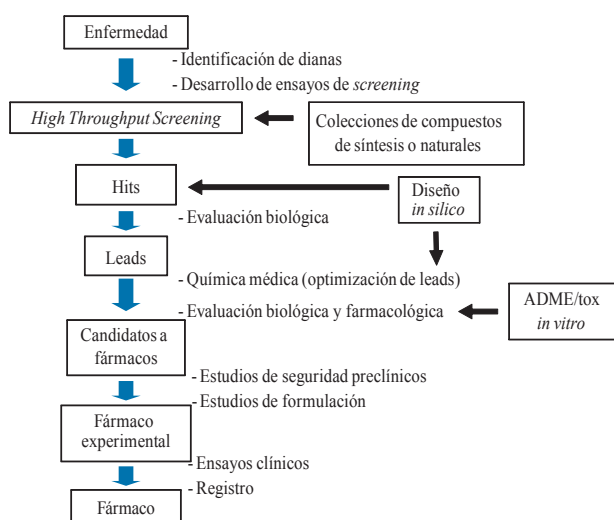 Enfermedad
- Identificación de dianas
- Desarrollo de ensayos de screening
High Throughput Screening
Colecciones de compuestos
de síntesis o naturales
Hits
Diseño
in silico
- Evaluación biológica
Leads
- Química médica (optimización de leads)
- Evaluación biológica y farmacológica
ADME/tox
in vitro
Candidatos a
fármacos
- Estudios de seguridad preclínicos
- Estudios de formulación
Fármaco
experimental
- Ensayos clínicos
- Registro
Fármaco